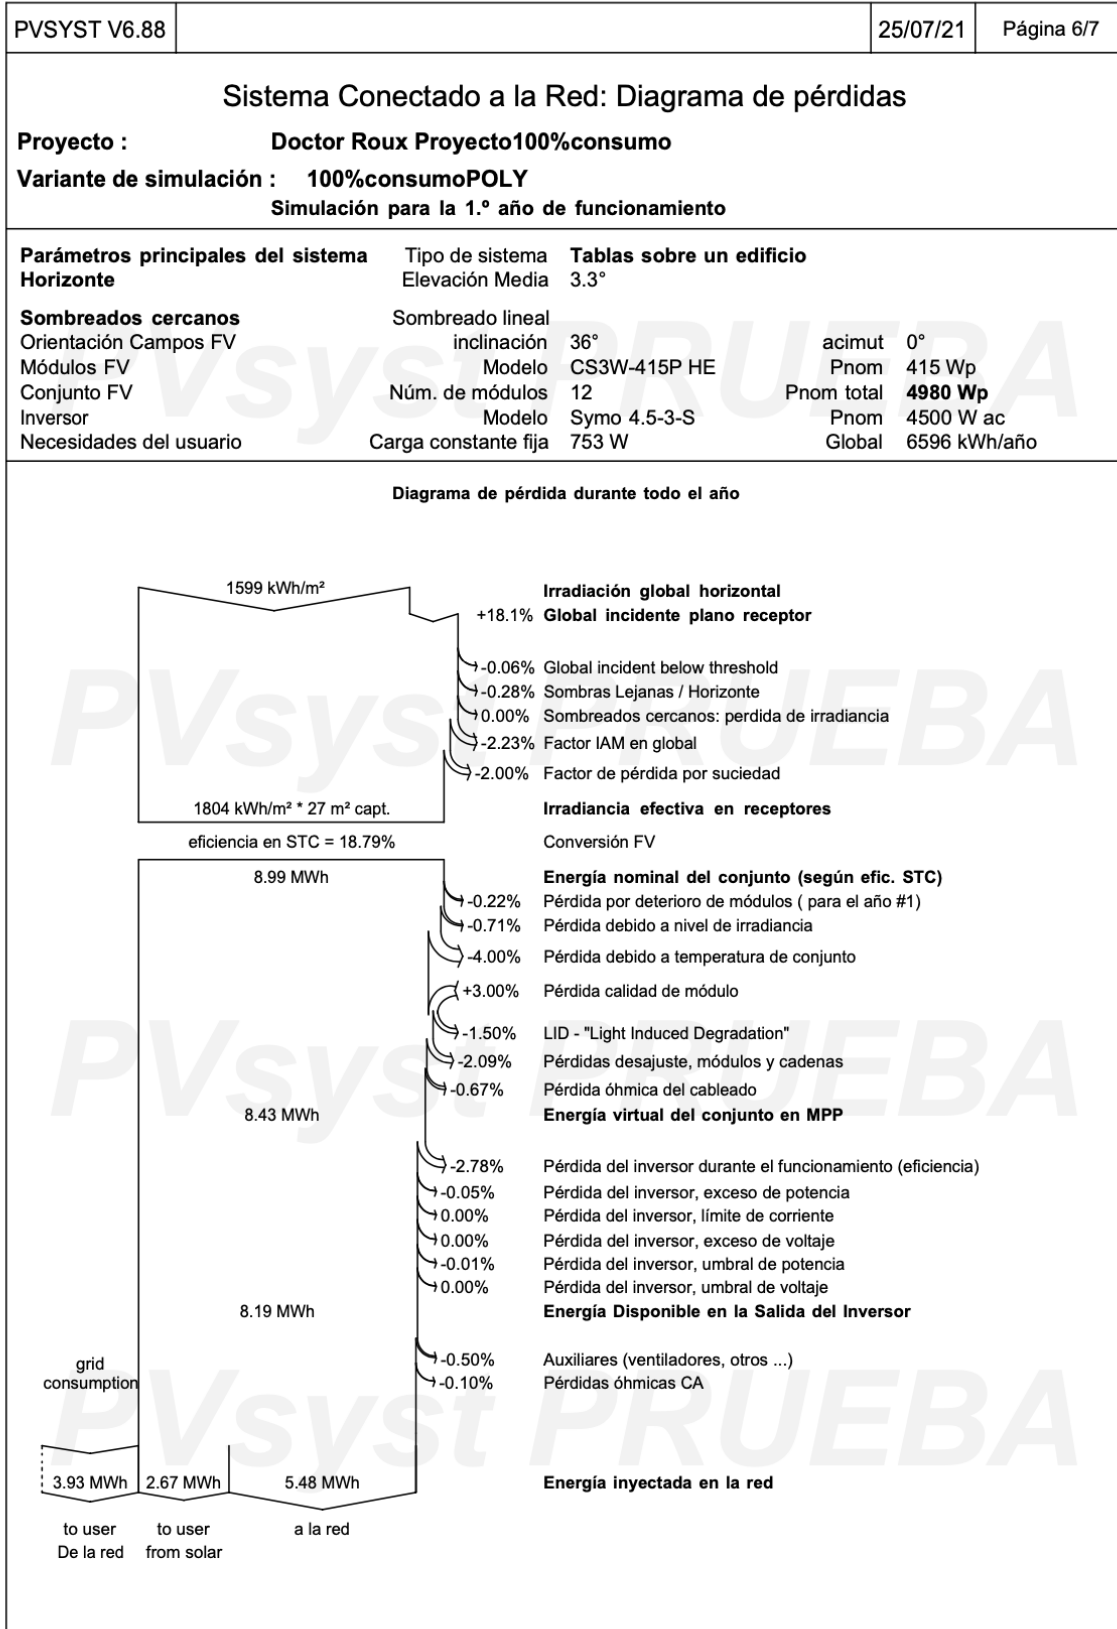 PVSYST V6.88 25/07/21 Página 6/7
Sistema Conectado a la Red: Diagrama de pérdidas
Proyecto : Doctor Roux Proyecto100%consumo
Variante de simulación : 100%consumoPOLY
Simulación para la 1.º año de funcionamiento
Parámetros principales del sistema Tipo de sistema Tablas sobre un edificio
Horizonte Elevación Media 3.3°
Sombreados cercanos Sombreado lineal
Orientación Campos FV inclinación 36° acimut 0°
Módulos FV Modelo CS3W-415P HE Pnom 415 Wp
Conjunto FV Núm. de módulos 12 Pnom total 4980 Wp
Inversor Modelo Symo 4.5-3-S Pnom 4500 W ac
Necesidades del usuario Carga constante fija 753 W Global 6596 kWh/año
PVsyst PRUEBA
Diagrama de pérdida durante todo el año
1599 kWh/m² Irradiación global horizontal
+18.1% Global incidente plano receptor
-0.06% Global incident below threshold
-0.28% Sombras Lejanas / Horizonte
0.00% Sombreados cercanos: perdida de irradiancia
-2.23% Factor IAM en global
-2.00% Factor de pérdida por suciedad
PVsyst PRUEBA
1804 kWh/m² * 27 m² capt. Irradiancia efectiva en receptores
eficiencia en STC = 18.79% Conversión FV
8.99 MWh Energía nominal del conjunto (según efic. STC)
-0.22% Pérdida por deterioro de módulos ( para el año #1)
-0.71% Pérdida debido a nivel de irradiancia
-4.00% Pérdida debido a temperatura de conjunto
+3.00% Pérdida calidad de módulo
-1.50% LID - "Light Induced Degradation"
-2.09% Pérdidas desajuste, módulos y cadenas
-0.67% Pérdida óhmica del cableado
PVsyst PRUEBA
8.43 MWh Energía virtual del conjunto en MPP
-2.78% Pérdida del inversor durante el funcionamiento (eficiencia)
-0.05% Pérdida del inversor, exceso de potencia
0.00% Pérdida del inversor, límite de corriente
0.00% Pérdida del inversor, exceso de voltaje
-0.01% Pérdida del inversor, umbral de potencia
0.00% Pérdida del inversor, umbral de voltaje
8.19 MWh Energía Disponible en la Salida del Inversor
-0.50% Auxiliares (ventiladores, otros ...)
-0.10% Pérdidas óhmicas CA
grid
consumption
PVsyst PRUEBA
3.93 MWh 2.67 MWh 5.48 MWh Energía inyectada en la red
to user to user a la red
De la red from solar